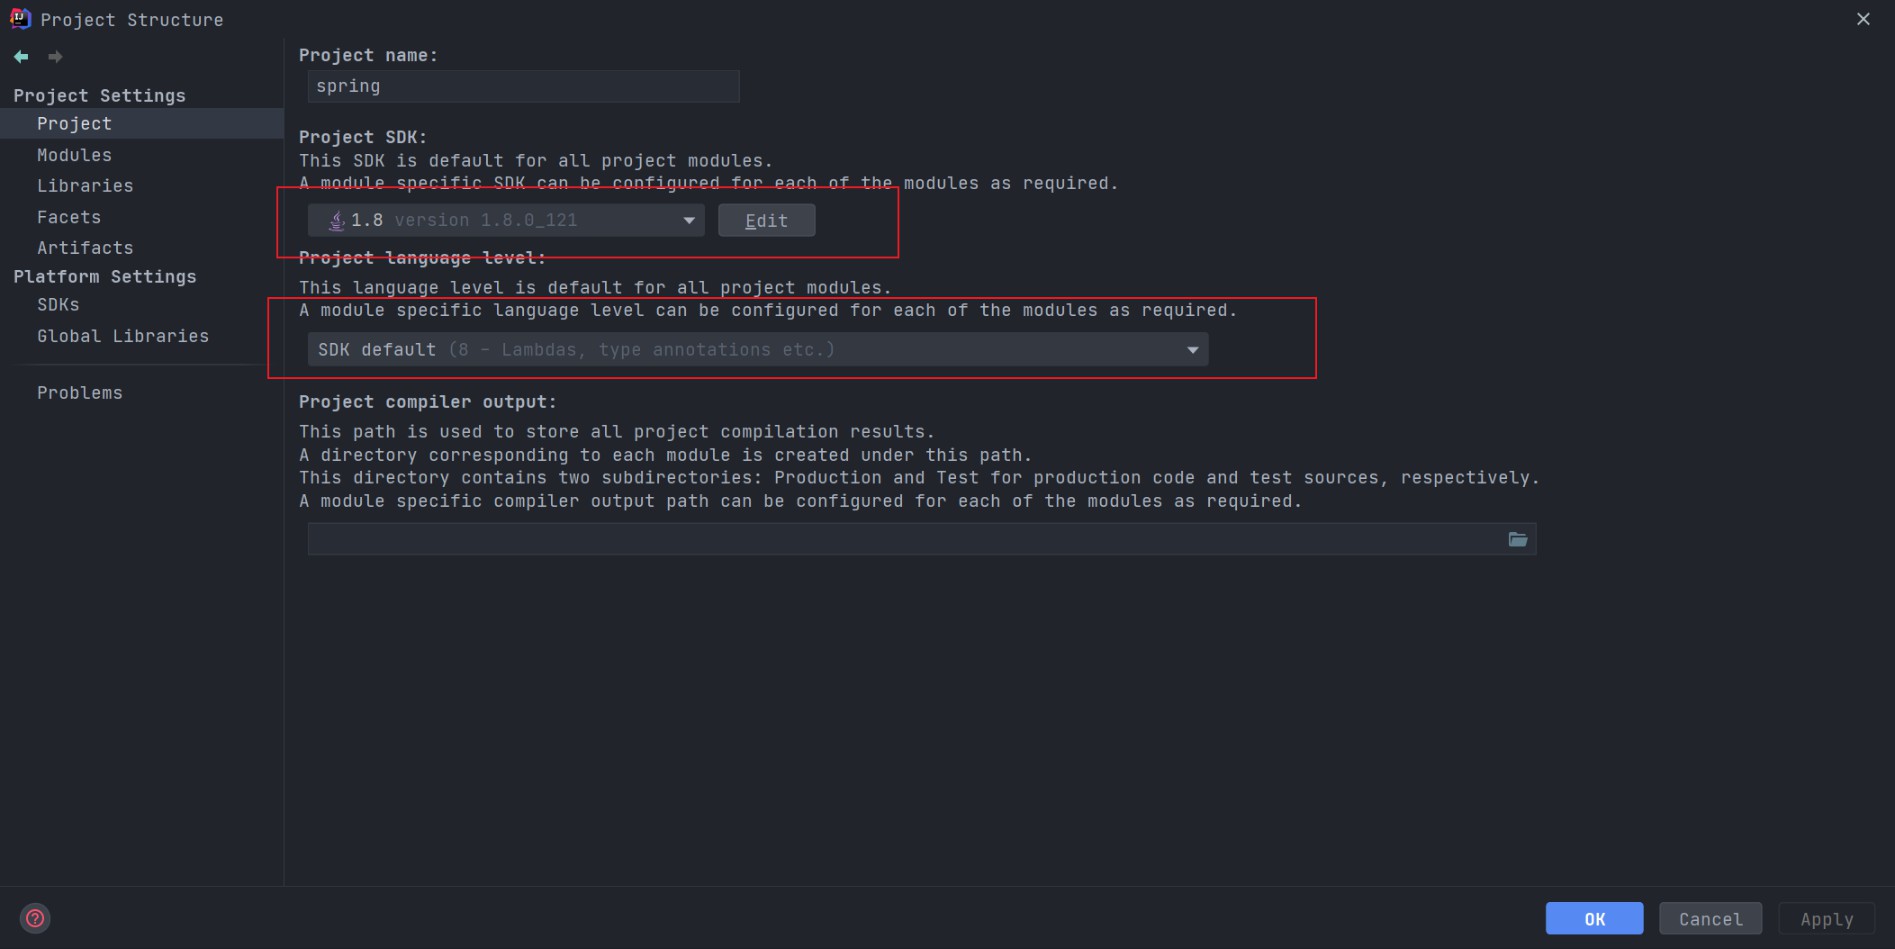 Project Structure
Project Settings
Project
Modules
Libraries
Facets
Artifacts
Platform Settings
SDKs
Global Libraries
Problems
Project name:
spring
Project SDK:
This SDK is default for all project modules.
A module specific SDK can be configured for each of the modules as required.
1.8 version 1.8.0_121
Edit
Project language level:
This language level is default for all project modules.
A module specific language level can be configured for each of the modules as required.
SDK default (8 - Lambdas, type annotations etc.)
Project compiler output:
This path is used to store all project compilation results.
A directory corresponding to each module is created under this path.
This directory contains two subdirectories: Production and Test for production code and test sources, respectively.
A module specific compiler output path can be configured for each of the modules as required.
OK
Cancel
Apply